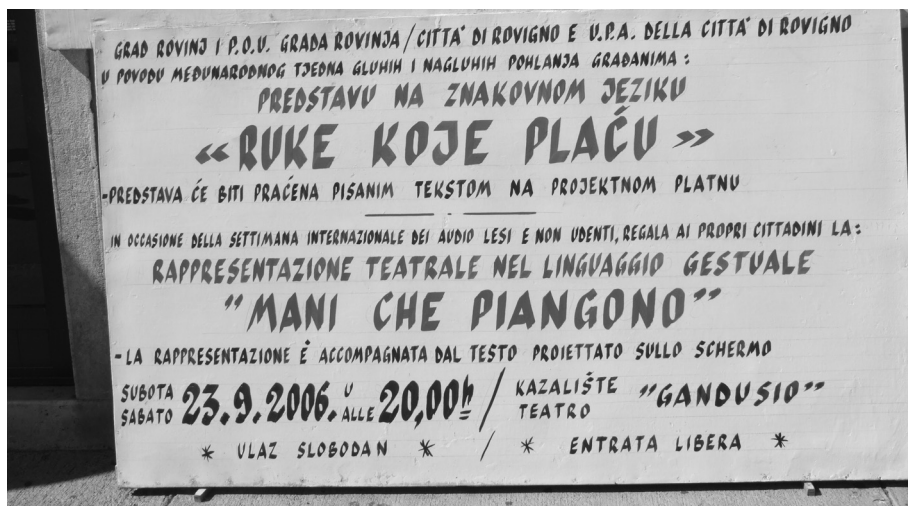 GRAD ROVINJ I P.O.U. GRADA ROVINJA/CITTA' DI ROVIGNO E U.P.A. DELLA CITTA' DI ROVIGNO
U POVODU MEĐUNARODNOG TJEDNA GLUHIH I NAGLUHIH POHLANJA GRAĐANIMA:
PREDSTAVU NA ZNAKOVNOM JEZIKU
«RUKE KOJE PLAČU»
-PREDSTAVA ĆE BITI PRAĆENA PISANIM TEKSTOM NA PROJEKTNOM PLATNU
IN OCCASIONE DELLA SETTIMANA INTERNAZIONALE DEI AUDIO LESI E NON UDENTI, REGALA AI PROPRI CITTADINI LA:
RAPPRESENTAZIONE TEATRALE NEL LINGUAGGIO GESTUALE
"MANI CHE PIANGONO"
-LA RAPPRESENTAZIONE È ACCOMPAGNATA DAL TESTO PROIETTATO SULLO SCHERMO
SUBOTA SABATO 23.9.2006. U ALLE 20,00h / KAZALIŠTE TEATRO "GANDUSIO"
* ULAZ SLOBODAN * / * ENTRATA LIBERA *